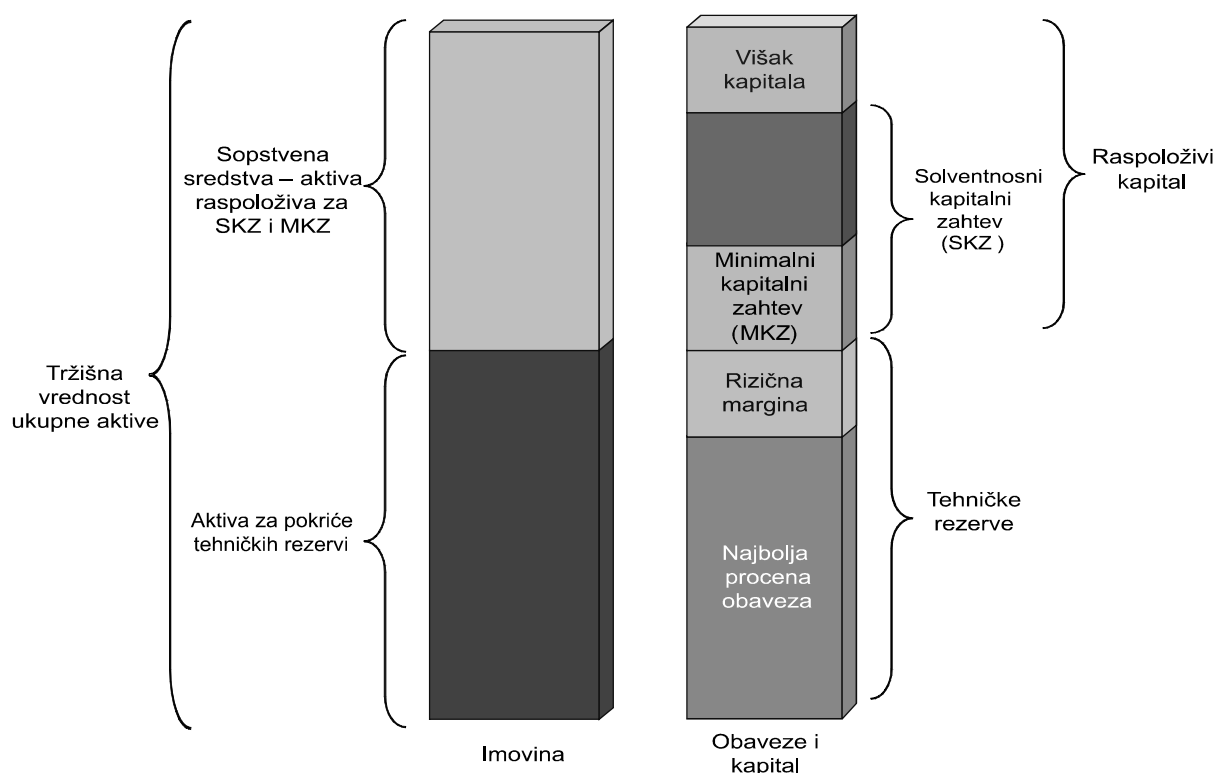 Tržišna
vrednost
ukupne aktive
Sopstvena
sredstva – aktiva
raspoloživa za
SKZ i MKZ
Aktiva za pokriće
tehničkih rezervi
Imovina
Višak
kapitala
Minimalni
kapitalni
zahtev
(MKZ)
Rizična
margina
Najbolja
procena
obaveza
Obaveze i
kapital
Solventnosni
kapitalni
zahtev
(SKZ )
Tehničke
rezerve
Raspoloživi
kapital